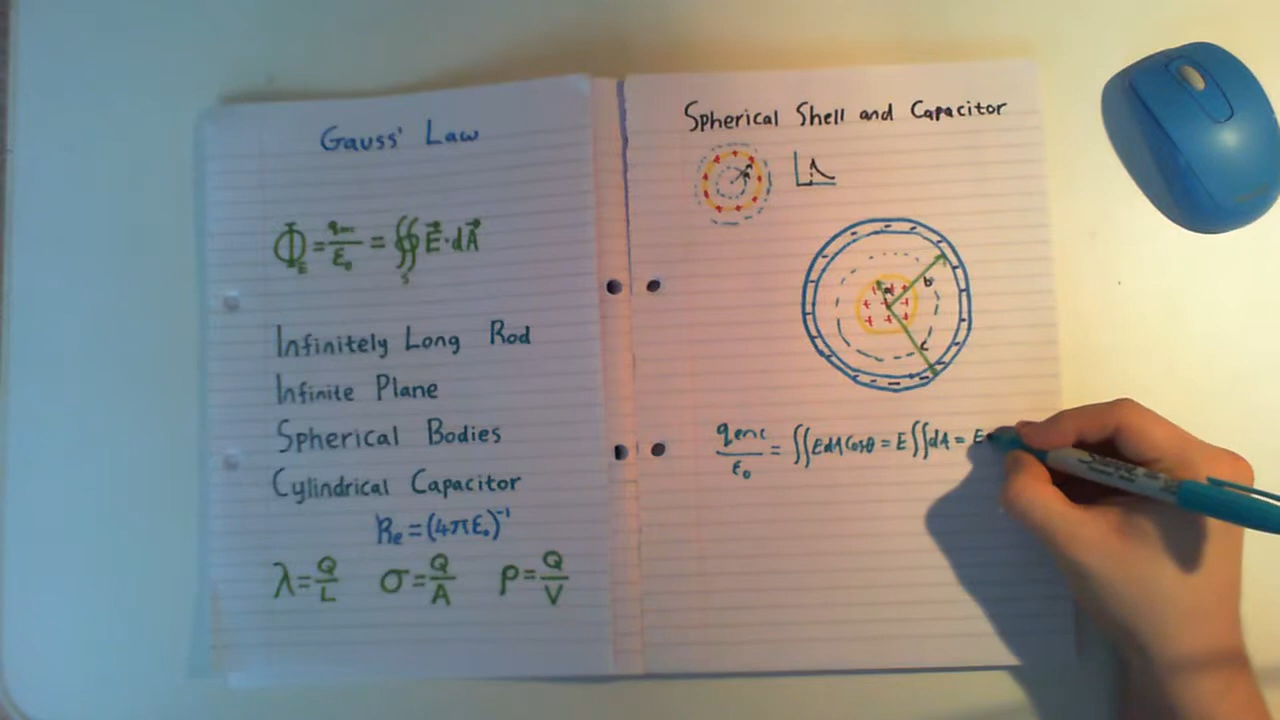 Gauss' Law
Φ_E = q_enc/ε₀ = ∯_S E⃗·dA⃗
Infinitely Long Rod
Infinite Plane
Spherical Bodies
Cylindrical Capacitor
k_e = (4πε₀)⁻¹
λ = Q/L σ = Q/A ρ = Q/V
Spherical Shell and Capacitor
r
a
b
c
q_enc/ε₀ = ∬EdA Cosθ = E∬dA = E